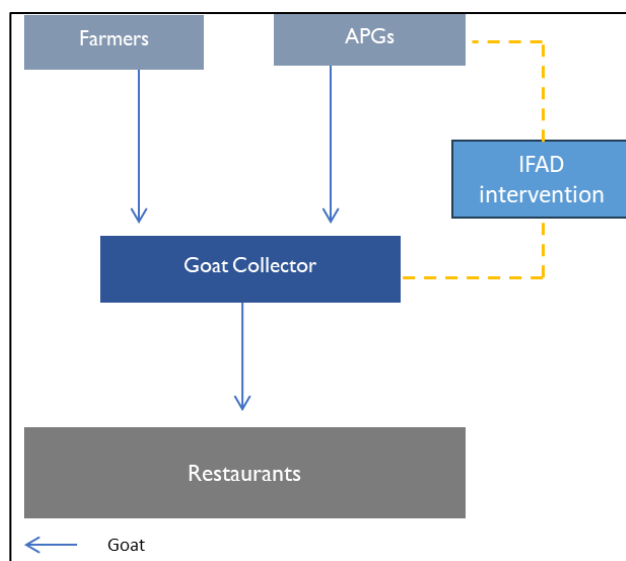 Farmers
APGs
IFAD
intervention
Goat Collector
Restaurants
Goat